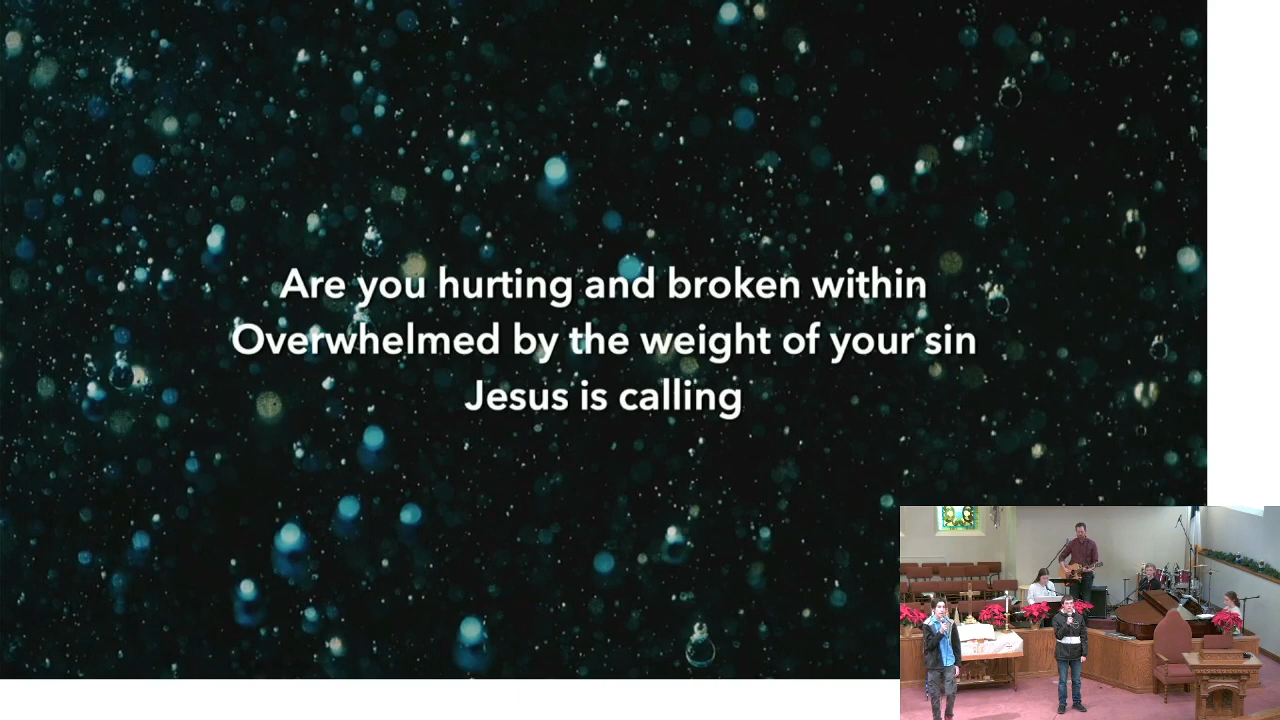 Are you hurting and broken within
Overwhelmed by the weight of your sin
Jesus is calling